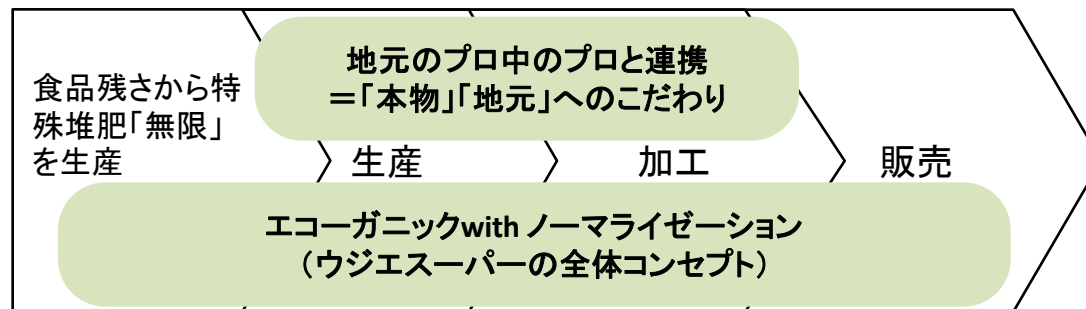 地元のプロ中のプロと連携
＝「本物」「地元」へのこだわり
食品残さから特
殊堆肥「無限」
を生産
生産
加工
販売
エコーガニックwith ノーマライゼーション
（ウジエスーパーの全体コンセプト）